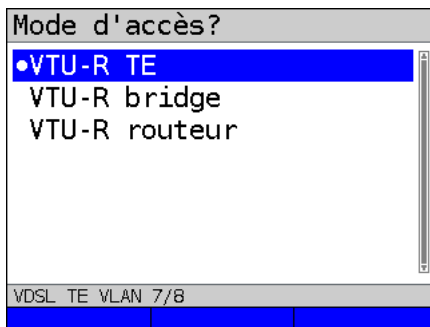 Mode d'accès?
•VTU-R TE
VTU-R bridge
VTU-R routeur
VDSL TE VLAN 7/8